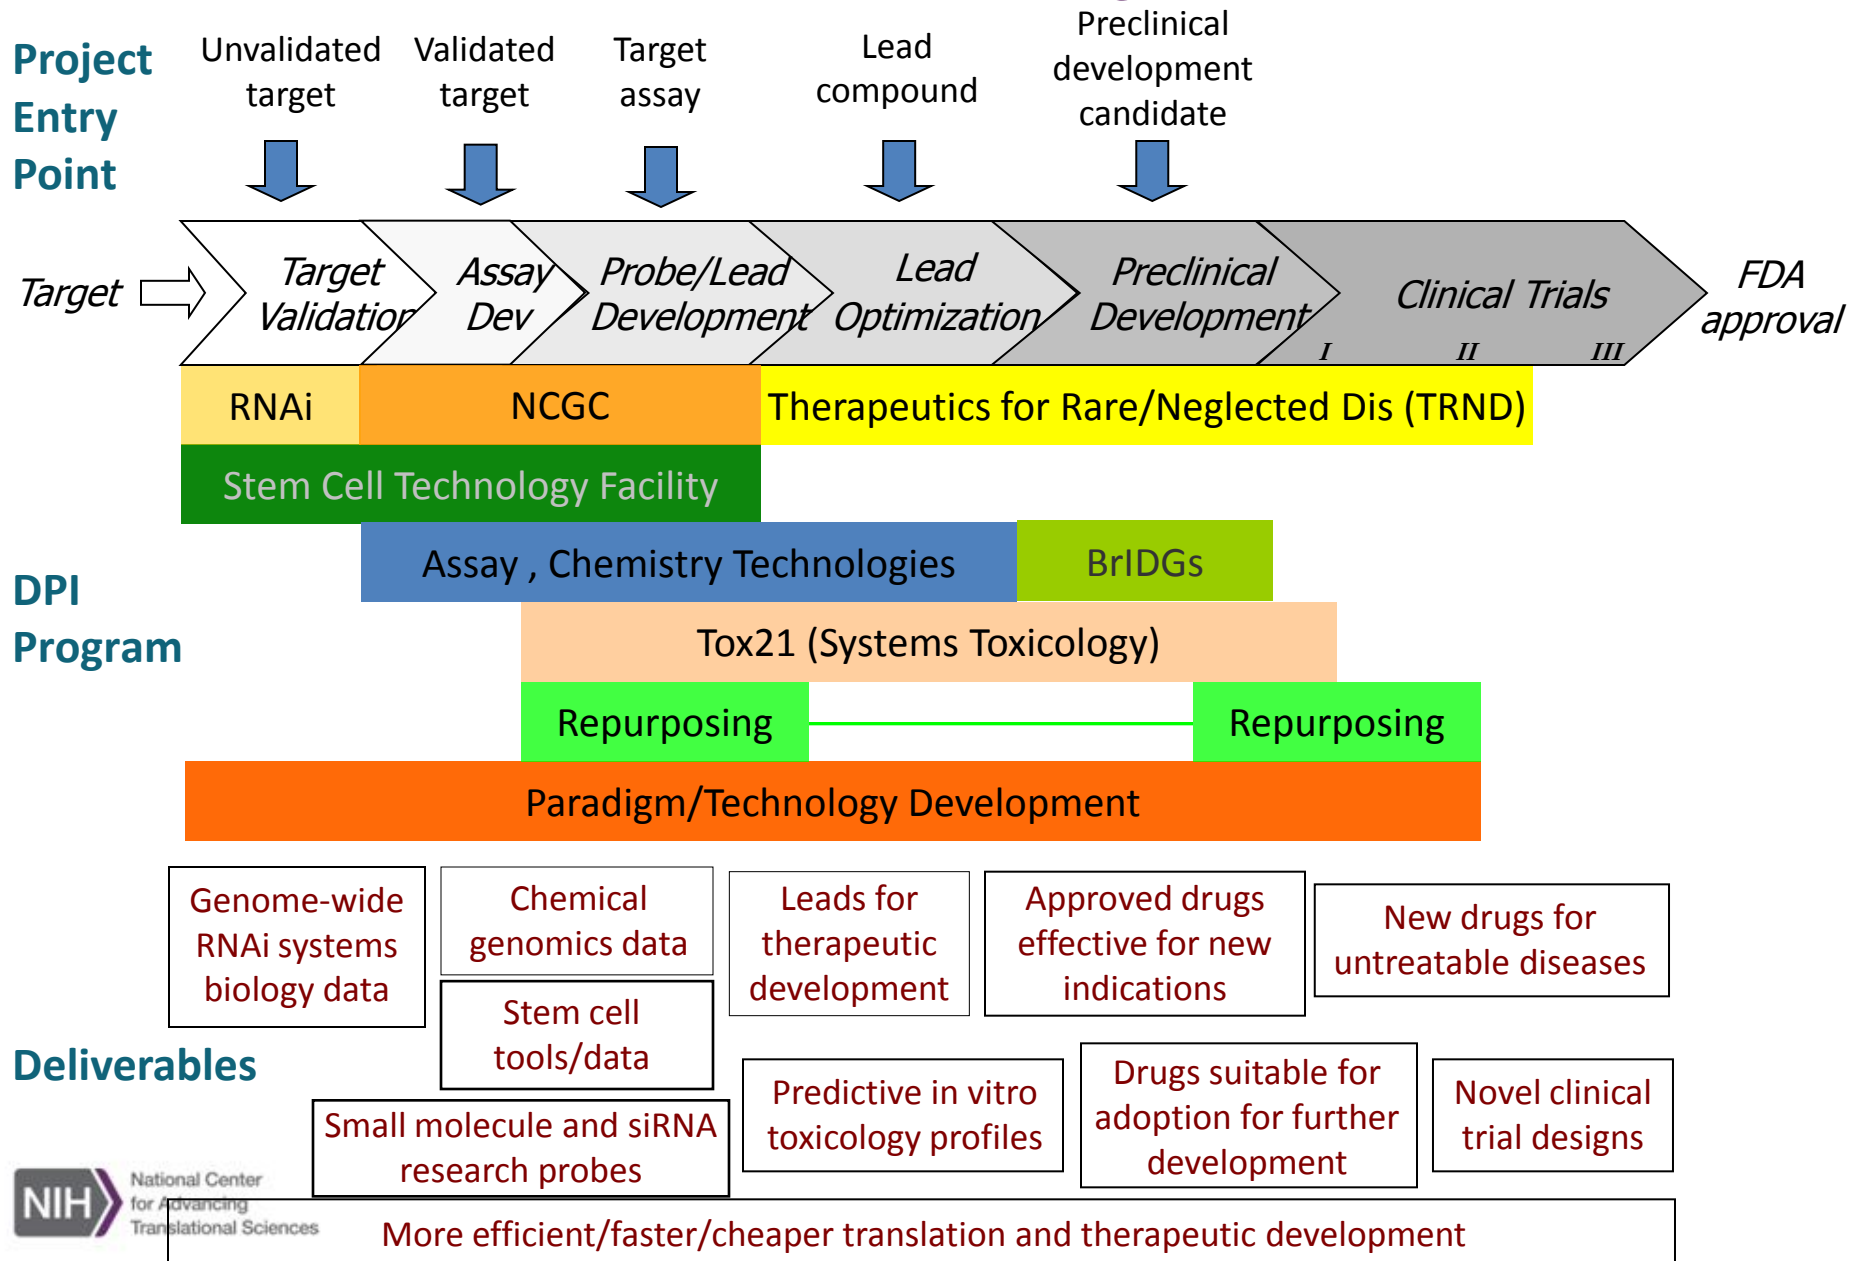 Project
Entry
Point
Unvalidated
target
Validated
target
Target
assay
Lead
compound
Preclinical
development
candidate
Target
Target
Validation
Assay
Dev
Probe/Lead
Development
Lead
Optimization
Preclinical
Development
Clinical Trials
I II III
FDA
approval
RNAi
NCGC
Therapeutics for Rare/Neglected Dis (TRND)
Stem Cell Technology Facility
DPI
Program
Assay , Chemistry Technologies
BrIDGs
Tox21 (Systems Toxicology)
Repurposing
Repurposing
Paradigm/Technology Development
Deliverables
Genome-wide
RNAi systems
biology data
Chemical
genomics data
Leads for
therapeutic
development
Approved drugs
effective for new
indications
New drugs for
untreatable diseases
Stem cell
tools/data
Small molecule and siRNA
research probes
Predictive in vitro
toxicology profiles
Drugs suitable for
adoption for further
development
Novel clinical
trial designs
NIH
National Center
for Advancing
Translational Sciences
More efficient/faster/cheaper translation and therapeutic development